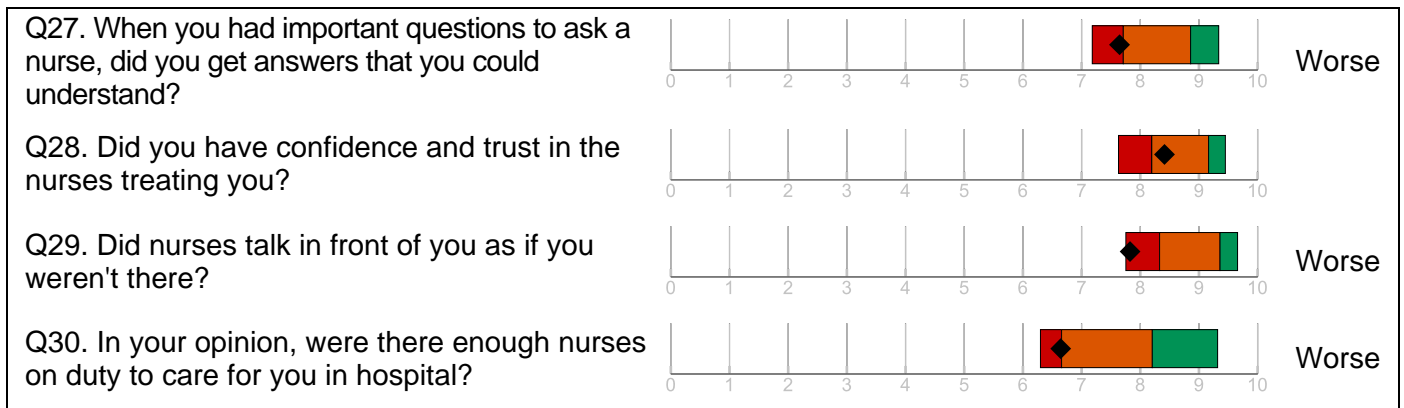 Q27. When you had important questions to ask a
nurse, did you get answers that you could
understand?
0 1 2 3 4 5 6 7 8 9 10
Worse
Q28. Did you have confidence and trust in the
nurses treating you?
0 1 2 3 4 5 6 7 8 9 10
Q29. Did nurses talk in front of you as if you
weren't there?
0 1 2 3 4 5 6 7 8 9 10
Worse
Q30. In your opinion, were there enough nurses
on duty to care for you in hospital?
0 1 2 3 4 5 6 7 8 9 10
Worse